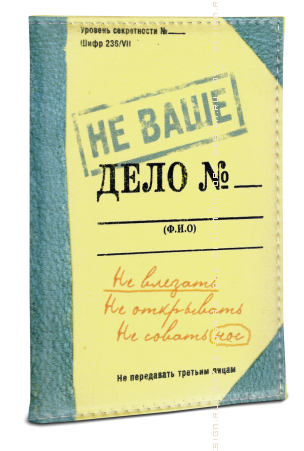 Уровень секретности №
Шифр 235/VII
НЕ ВАШЕ
ДЕЛО №
(Ф.И.О)
Не влезать
Не открывать
Не совать нос
Не передавать третьим лицам